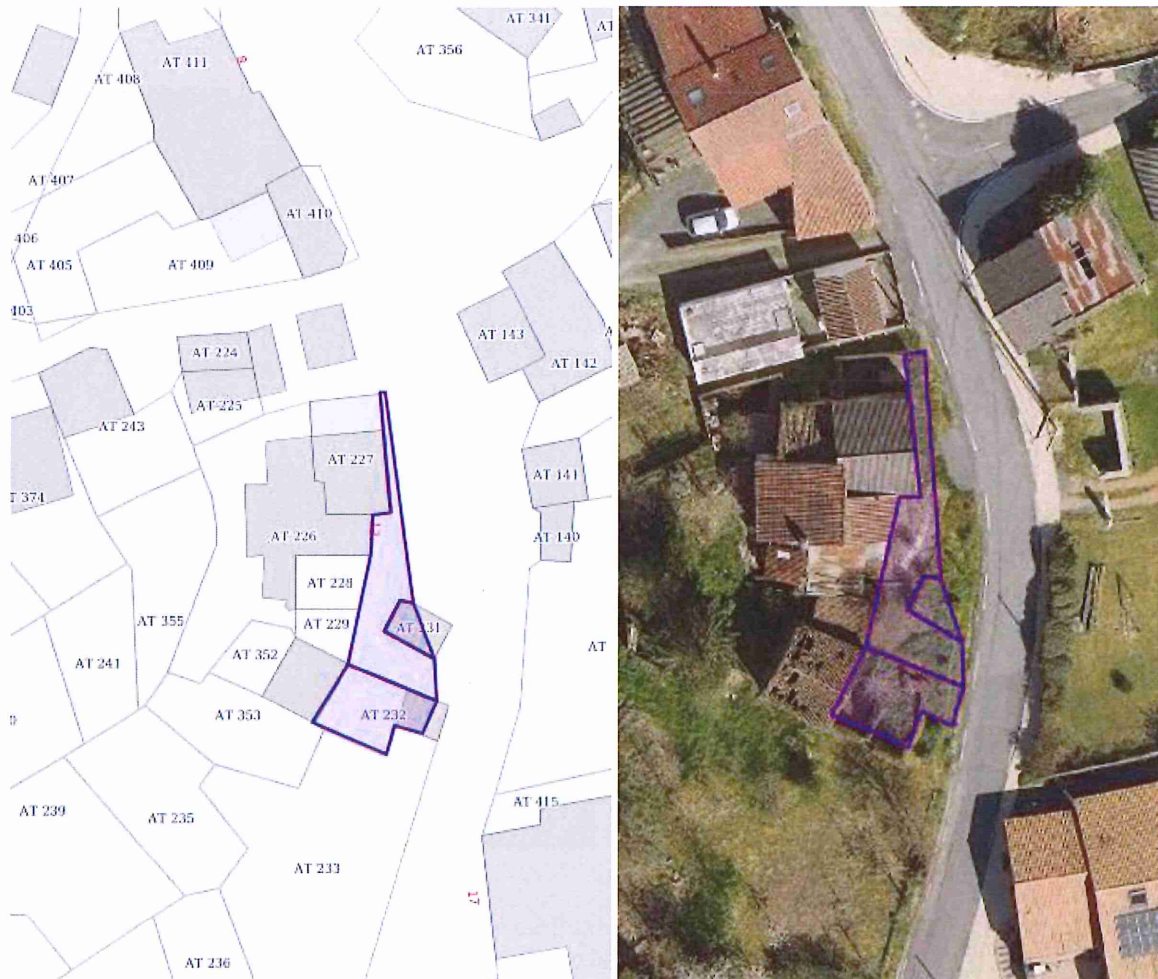 AT 341
AT 356
AT 408
AT 411
9
AT 407
AT 410
406
AT 405
AT 409
403
AT 143
AT 142
AT 224
AT 225
AT 243
AT 227
AT 141
T 374
AT 226
AT 140
AT 228
AT 355
AT 229
AT 231
AT
AT 352
AT 241
AT 353
AT 232
AT 239
AT 235
AT 415
AT 233
17
AT 236